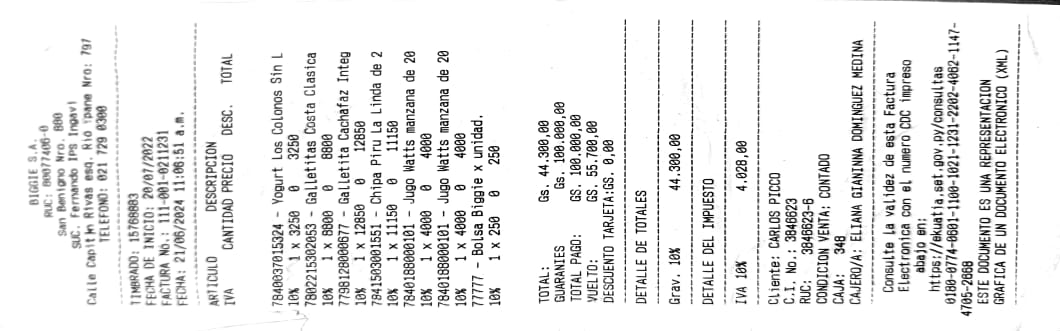 BIGGIE S.A.
RUC: 80077406-0
San Benigno Nro. 800
SUC. Fernando IPS Ingavi
Calle Capitán Rivas esq. Rio Ypane Nro: 797
TELEFONO: 021 729 0300
TIMBRADO: 15768883
FECHA DE INICIO: 20/07/2022
FACTURA No.: 111-001-0211231
FECHA: 21/06/2024 11:06:51 a.m.
ARTICULO DESCRIPCION
IVA CANTIDAD PRECIO DESC. TOTAL
7840037015324 - Yogurt Los Colonos Sin L
10% 1 x 3250 0 3250
7802215302053 - Galletitas Costa Clasica
10% 1 x 8800 0 8800
7798128000677 - Galletita Cachafaz Integ
10% 1 x 12850 0 12850
7841503001551 - Chipa Piru La Linda de 2
10% 1 x 11150 0 11150
7840188000101 - Jugo Watts manzana de 20
10% 1 x 4000 0 4000
7840188000101 - Jugo Watts manzana de 20
10% 1 x 4000 0 4000
77777 - Bolsa Biggie x unidad.
10% 1 x 250 0 250
TOTAL: Gs. 44.300,00
GUARANIES Gs. 100.000,00
TOTAL PAGO: GS. 100.000,00
VUELTO: GS. 55.700,00
DESCUENTO TARJETA:GS. 0,00
DETALLE DE TOTALES
Grav. 10% 44.300,00
DETALLE DEL IMPUESTO
IVA 10% 4.028,00
Cliente: CARLOS PICCO
C.I. No.: 3846623
RUC: 3846623-6
CONDICION VENTA: CONTADO
CAJA: 348
CAJERO/A: ELIANA GIANINNA DOMINGUEZ MEDINA
Consulte la validez de esta Factura
Electronica con el numero CDC impreso
abajo en:
https://ekuatia.set.gov.py/consultas
0180-0774-0601-1100-1021-1231-2202-4062-1147-
4705-2668
ESTE DOCUMENTO ES UNA REPRESENTACION
GRAFICA DE UN DOCUMENTO ELECTRONICO (XML)